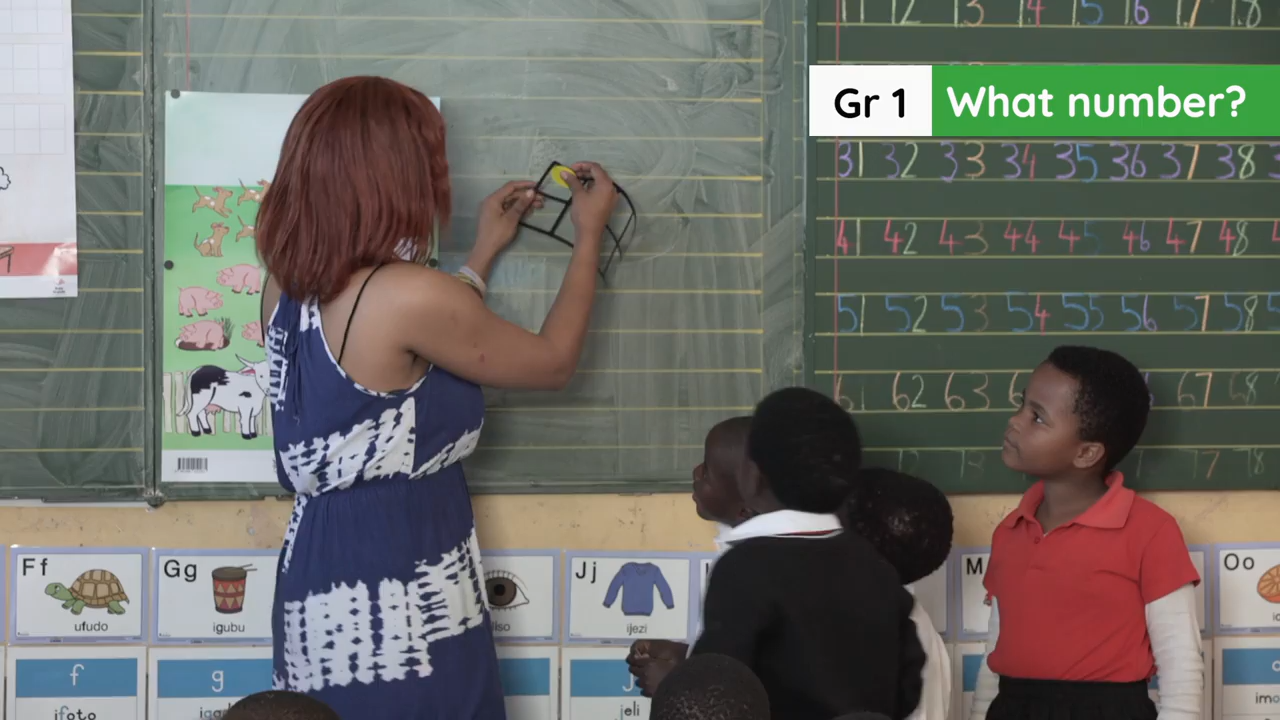 11 12 13 14 15 16 17 18
Gr 1 What number?
31 32 33 34 35 36 37 38
41 42 43 44 45 46 47 48
51 52 53 54 55 56 57 58
61 62 63 67 68
Ff
ufudo
Gg
igubu
Jj
ijezi
M
Oo
f
ifoto
g
jeli